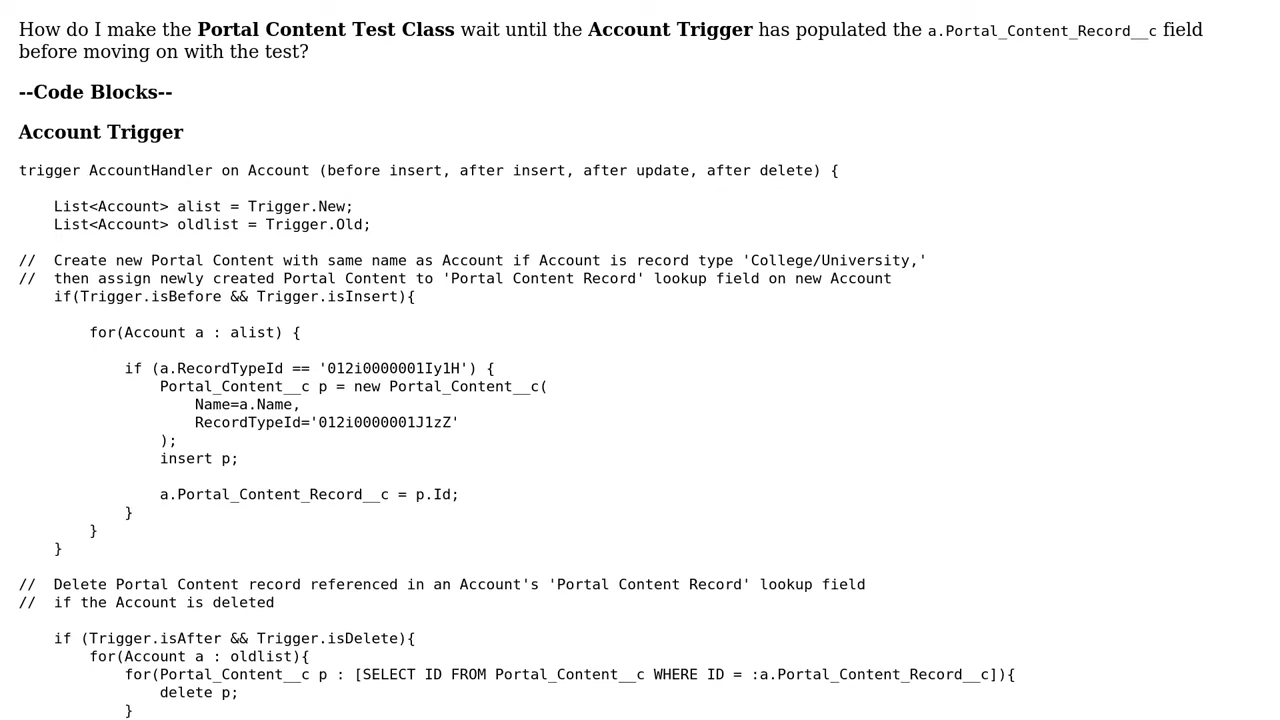 How do I make the Portal Content Test Class wait until the Account Trigger has populated the a.Portal_Content_Record__c field
before moving on with the test?
--Code Blocks--
Account Trigger
trigger AccountHandler on Account (before insert, after insert, after update, after delete) {
    List<Account> alist = Trigger.New;
    List<Account> oldlist = Trigger.Old;
//  Create new Portal Content with same name as Account if Account is record type 'College/University,'
//  then assign newly created Portal Content to 'Portal Content Record' lookup field on new Account
    if(Trigger.isBefore && Trigger.isInsert){
        for(Account a : alist) {
            if (a.RecordTypeId == '012i0000001Iy1H') {
                Portal_Content__c p = new Portal_Content__c(
                    Name=a.Name,
                    RecordTypeId='012i0000001J1zZ'
                );
                insert p;
                a.Portal_Content_Record__c = p.Id;
            }
        }
    }
//  Delete Portal Content record referenced in an Account's 'Portal Content Record' lookup field
//  if the Account is deleted
    if (Trigger.isAfter && Trigger.isDelete){
        for(Account a : oldlist){
            for(Portal_Content__c p : [SELECT ID FROM Portal_Content__c WHERE ID = :a.Portal_Content_Record__c]){
                delete p;
            }